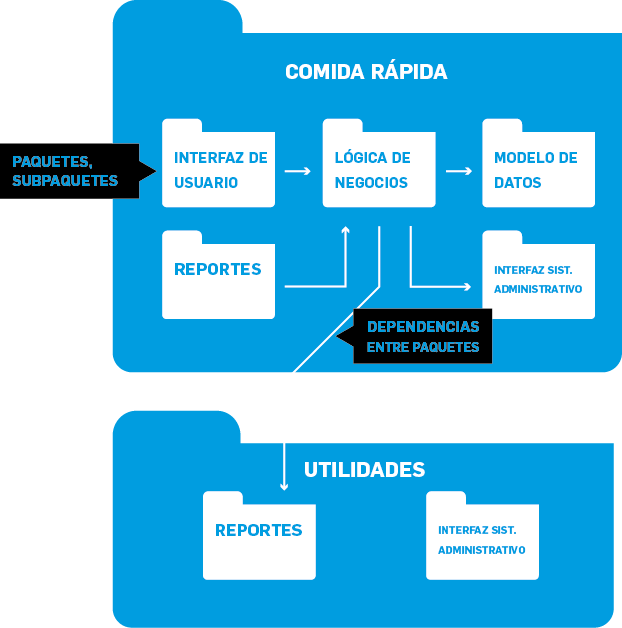 COMIDA RÁPIDA
PAQUETES,
SUBPAQUETES
INTERFAZ DE
USUARIO
LÓGICA DE
NEGOCIOS
MODELO DE
DATOS
REPORTES
INTERFAZ SIST.
ADMINISTRATIVO
DEPENDENCIAS
ENTRE PAQUETES
UTILIDADES
REPORTES
INTERFAZ SIST.
ADMINISTRATIVO